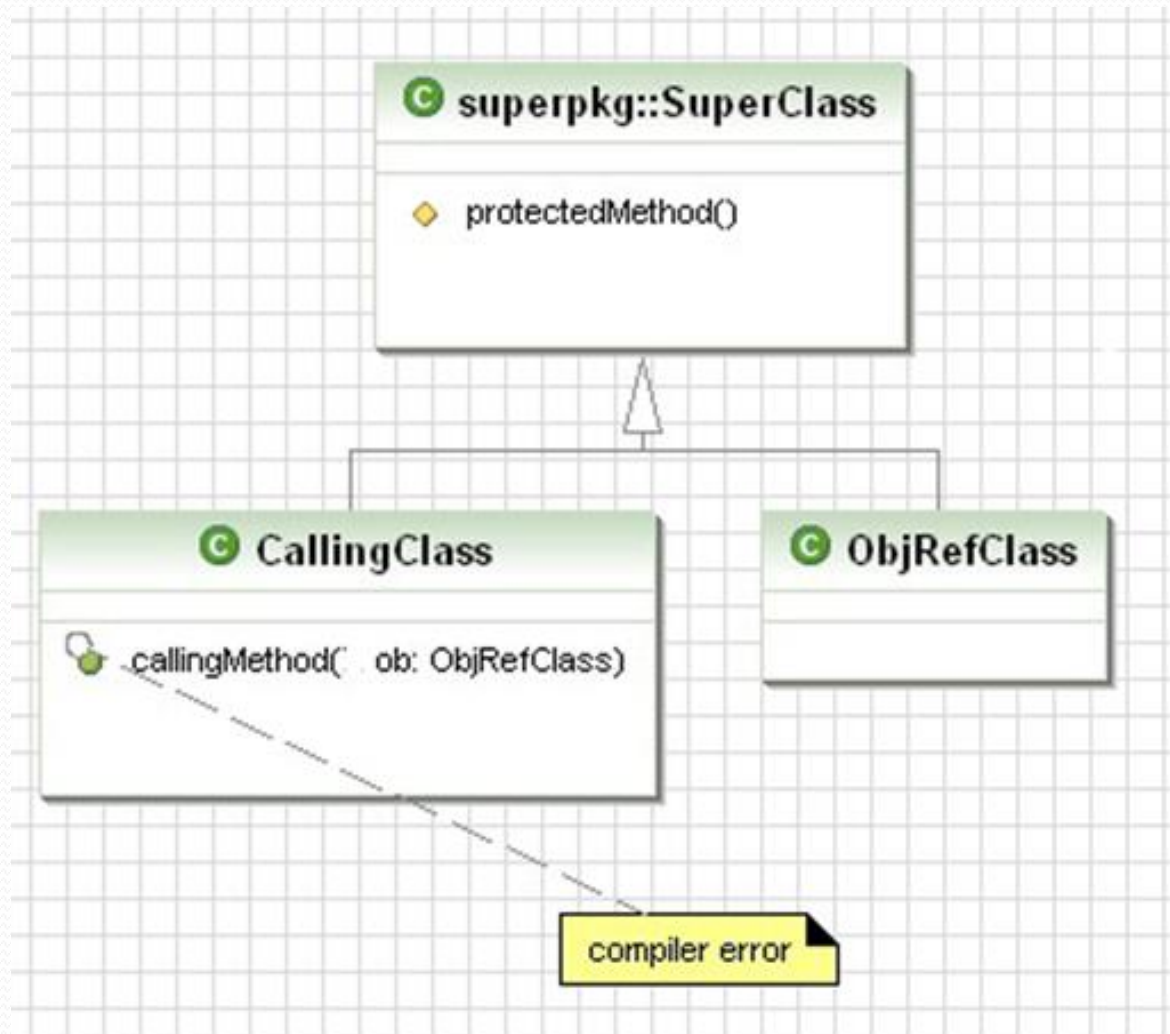 C superpkg::SuperClass
protectedMethod()
C CallingClass
callingMethod( ob: ObjRefClass)
C ObjRefClass
compiler error